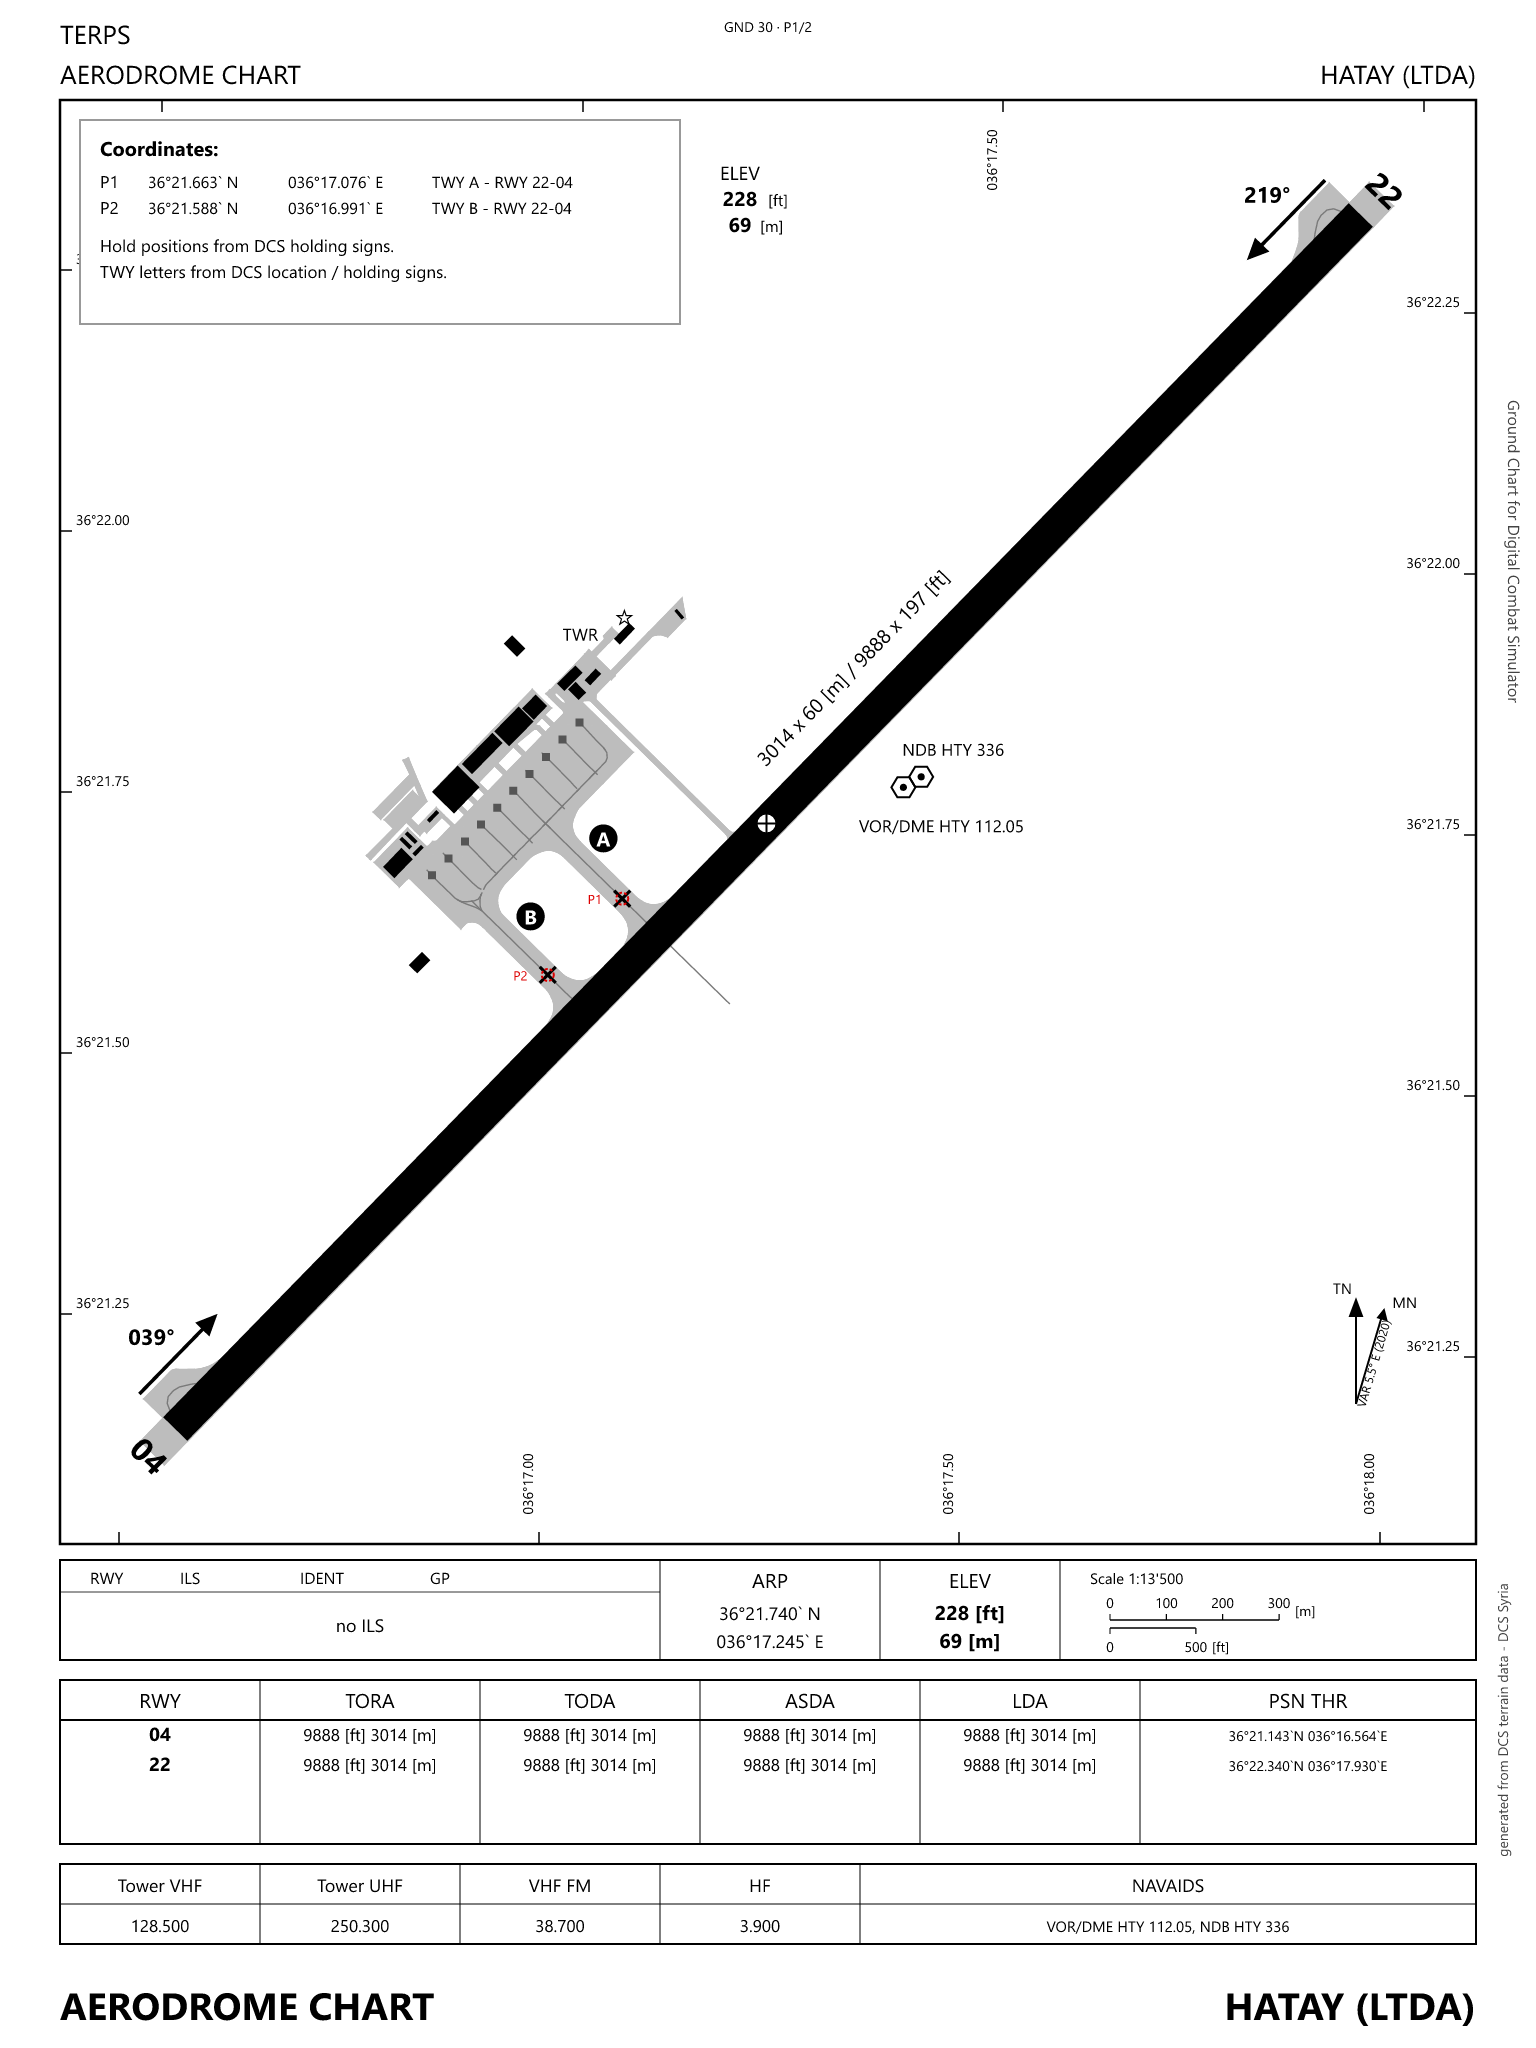 GND 30 · P1/2
TERPS
AERODROME CHART
HATAY (LTDA)
Coordinates:
P1 36°21.663` N 036°17.076` E TWY A - RWY 22-04
P2 36°21.588` N 036°16.991` E TWY B - RWY 22-04
Hold positions from DCS holding signs.
TWY letters from DCS location / holding signs.
ELEV
228 [ft]
69 [m]
036°17.50
219°
22
36°22.25
36°22.00
36°22.00
TWR
3014 x 60 [m] / 9888 x 197 [ft]
NDB HTY 336
VOR/DME HTY 112.05
36°21.75
36°21.75
A
P1
B
P2
36°21.50
36°21.50
36°21.25
36°21.25
039°
04
TN
MN
VAR 5.5° E (2020)
036°17.00
036°17.50
036°18.00
Ground Chart for Digital Combat Simulator
RWY ILS IDENT GP
no ILS
ARP
36°21.740` N
036°17.245` E
ELEV
228 [ft]
69 [m]
Scale 1:13'500
0 100 200 300 [m]
0 500 [ft]
RWY TORA TODA ASDA LDA PSN THR
04 9888 [ft] 3014 [m] 9888 [ft] 3014 [m] 9888 [ft] 3014 [m] 9888 [ft] 3014 [m] 36°21.143`N 036°16.564`E
22 9888 [ft] 3014 [m] 9888 [ft] 3014 [m] 9888 [ft] 3014 [m] 9888 [ft] 3014 [m] 36°22.340`N 036°17.930`E
generated from DCS terrain data - DCS Syria
Tower VHF Tower UHF VHF FM HF NAVAIDS
128.500 250.300 38.700 3.900 VOR/DME HTY 112.05, NDB HTY 336
AERODROME CHART
HATAY (LTDA)